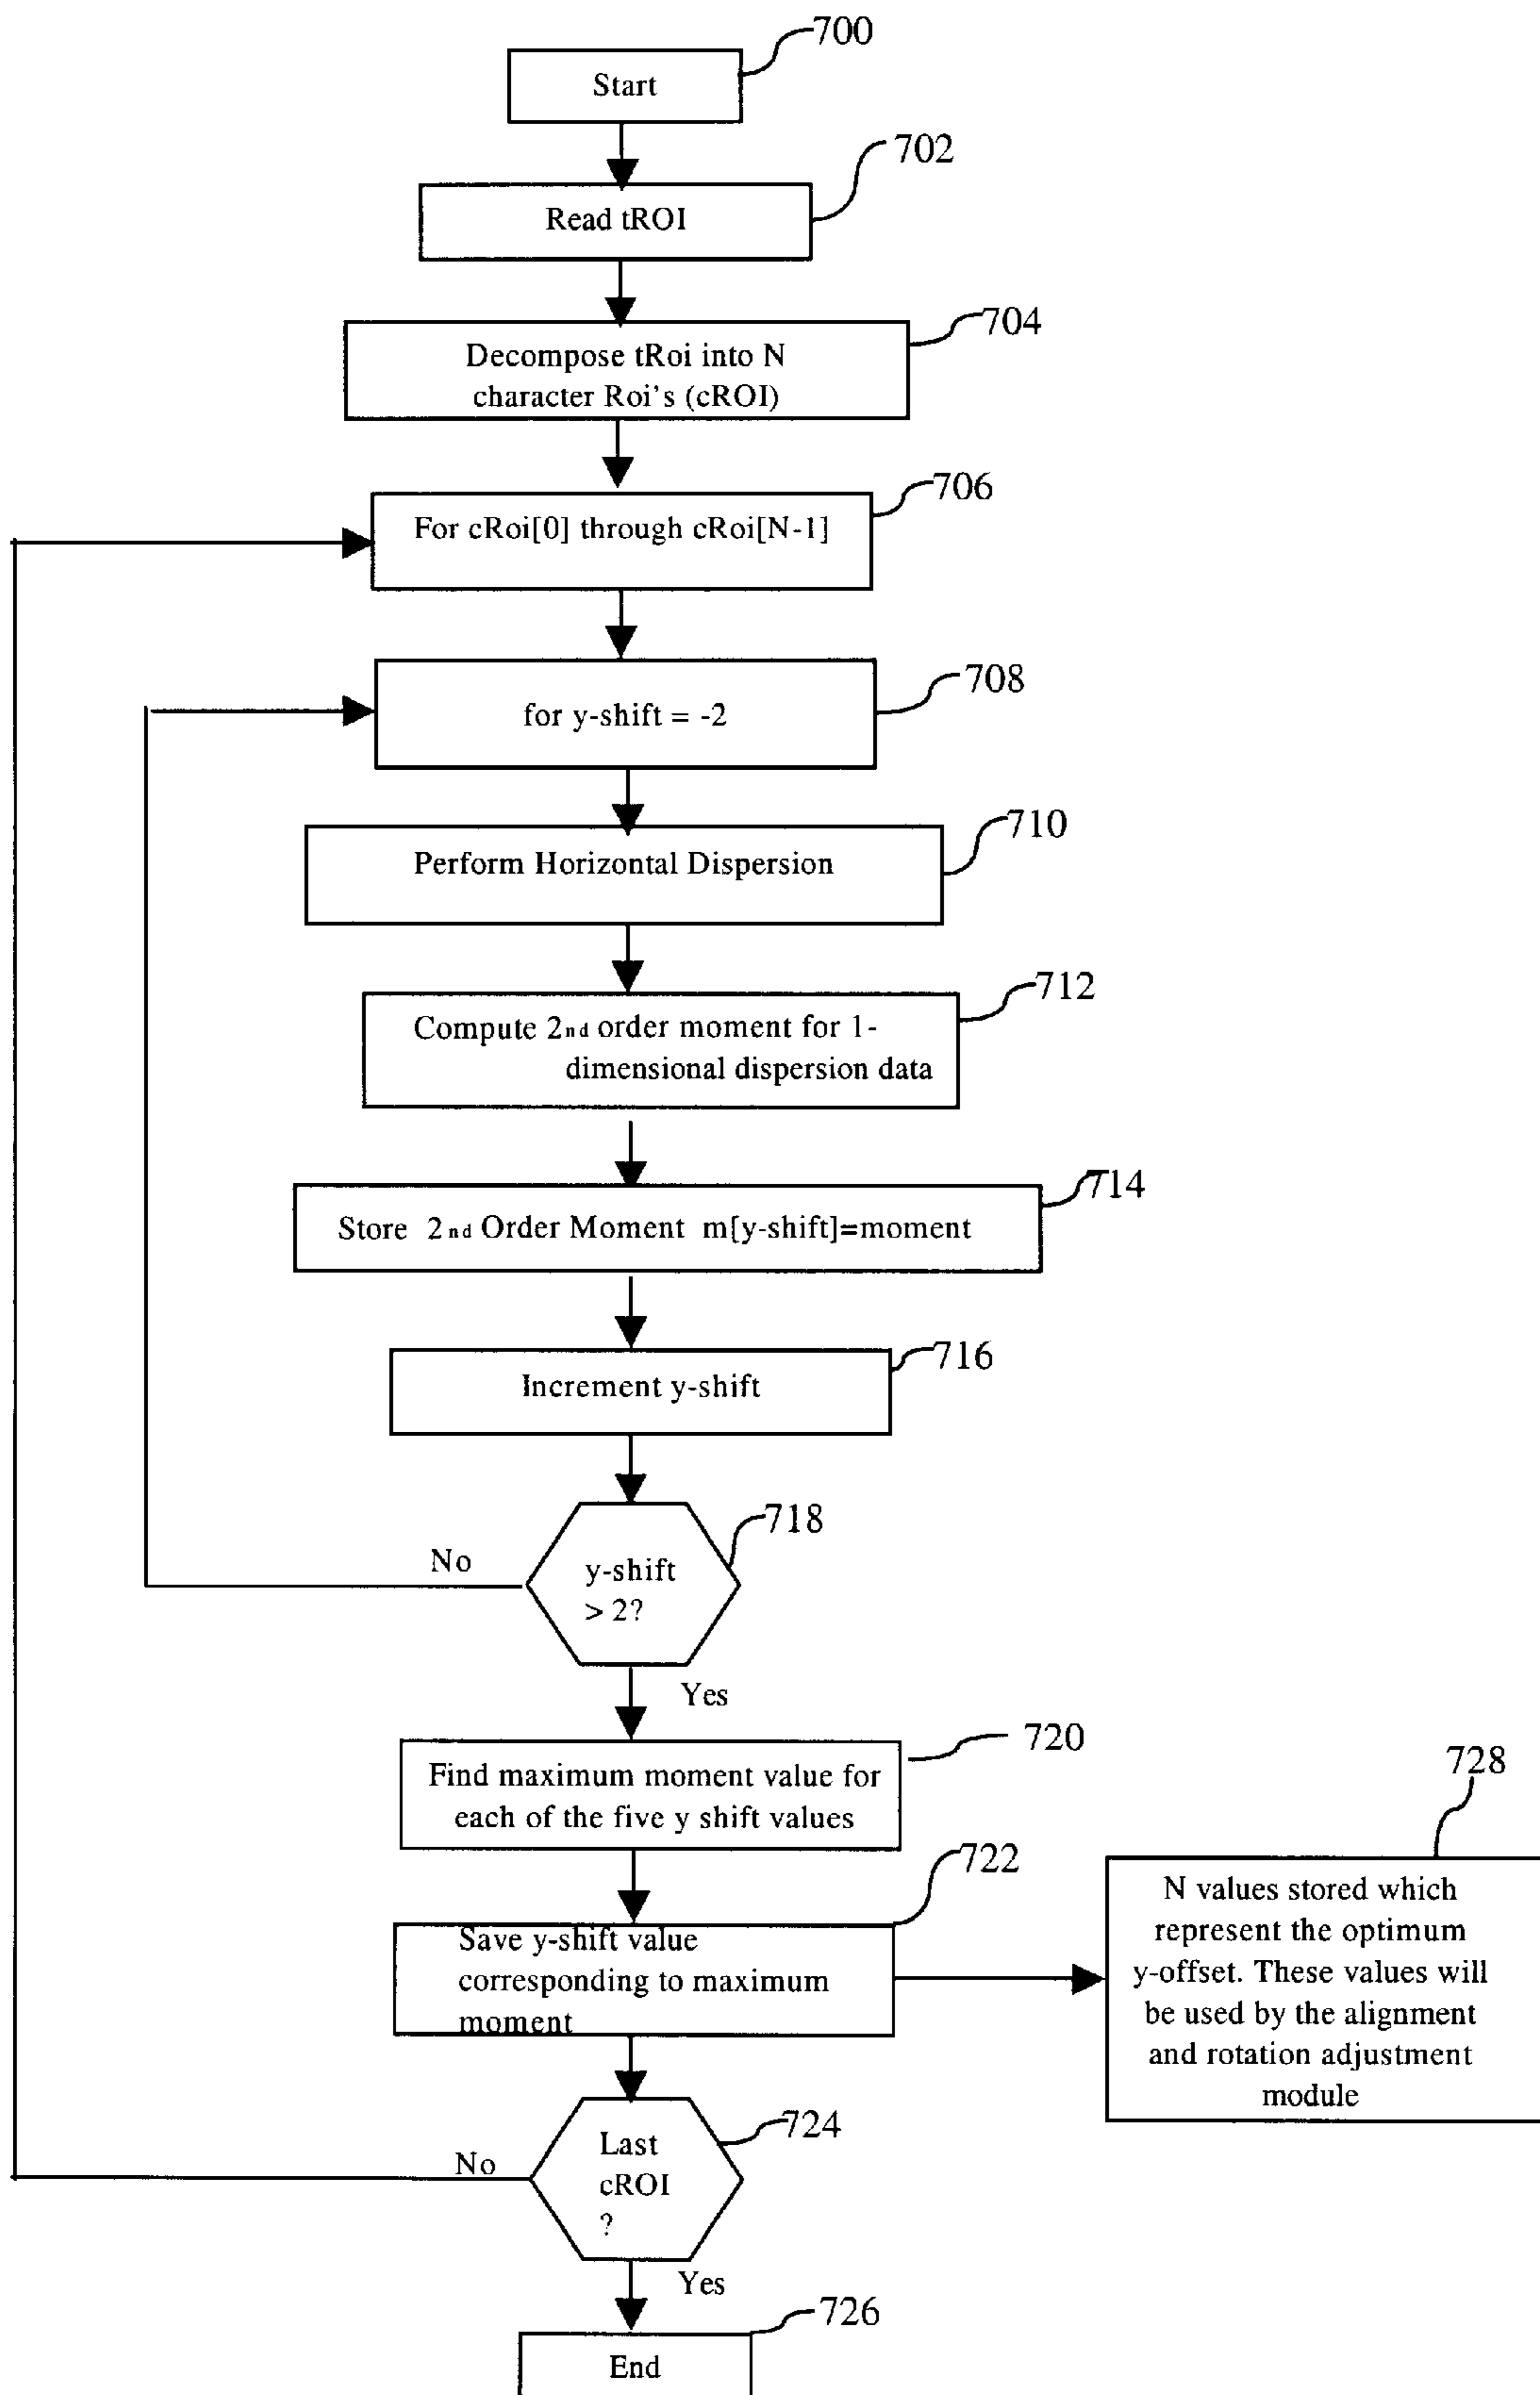 700
Start
702
Read tROI
704
Decompose tRoi into N
character Roi's (cROI)
706
For cRoi[0] through cRoi[N-1]
708
for y-shift = -2
710
Perform Horizontal Dispersion
712
Compute 2nd order moment for 1-
dimensional dispersion data
714
Store 2nd Order Moment m[y-shift]=moment
716
Increment y-shift
718
No
y-shift
> 2?
Yes
720
Find maximum moment value for
each of the five y shift values
722
Save y-shift value
corresponding to maximum
moment
728
N values stored which
represent the optimum
y-offset. These values will
be used by the alignment
and rotation adjustment
module
724
No
Last
cROI
?
Yes
726
End